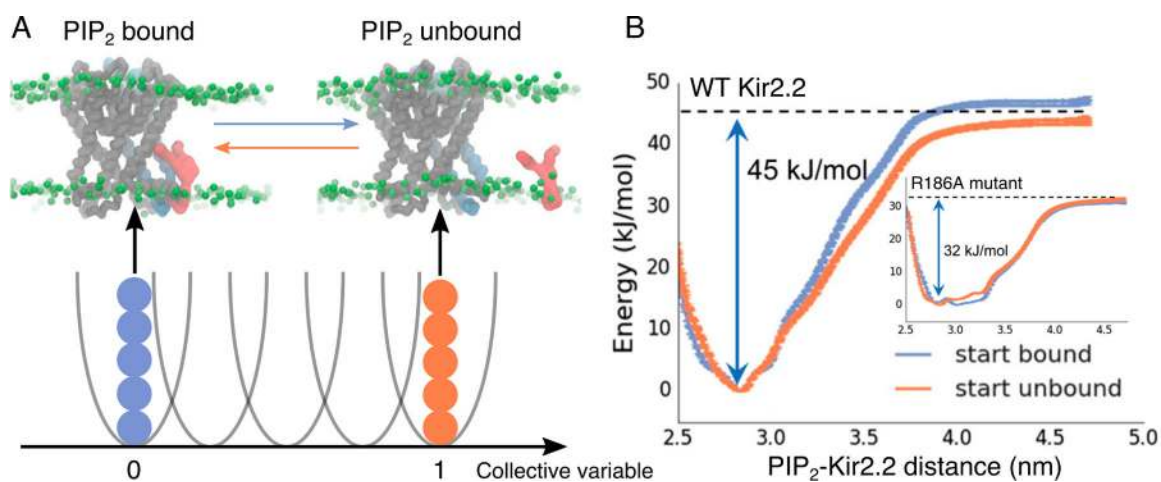 A
PIP₂ bound
PIP₂ unbound
0
1
Collective variable
B
50
40
30
20
10
0
Energy (kJ/mol)
WT Kir2.2
45 kJ/mol
R186A mutant
30
20
10
0
32 kJ/mol
2.5 3.0 3.5 4.0 4.5
start bound
start unbound
2.5 3.0 3.5 4.0 4.5 5.0
PIP₂-Kir2.2 distance (nm)